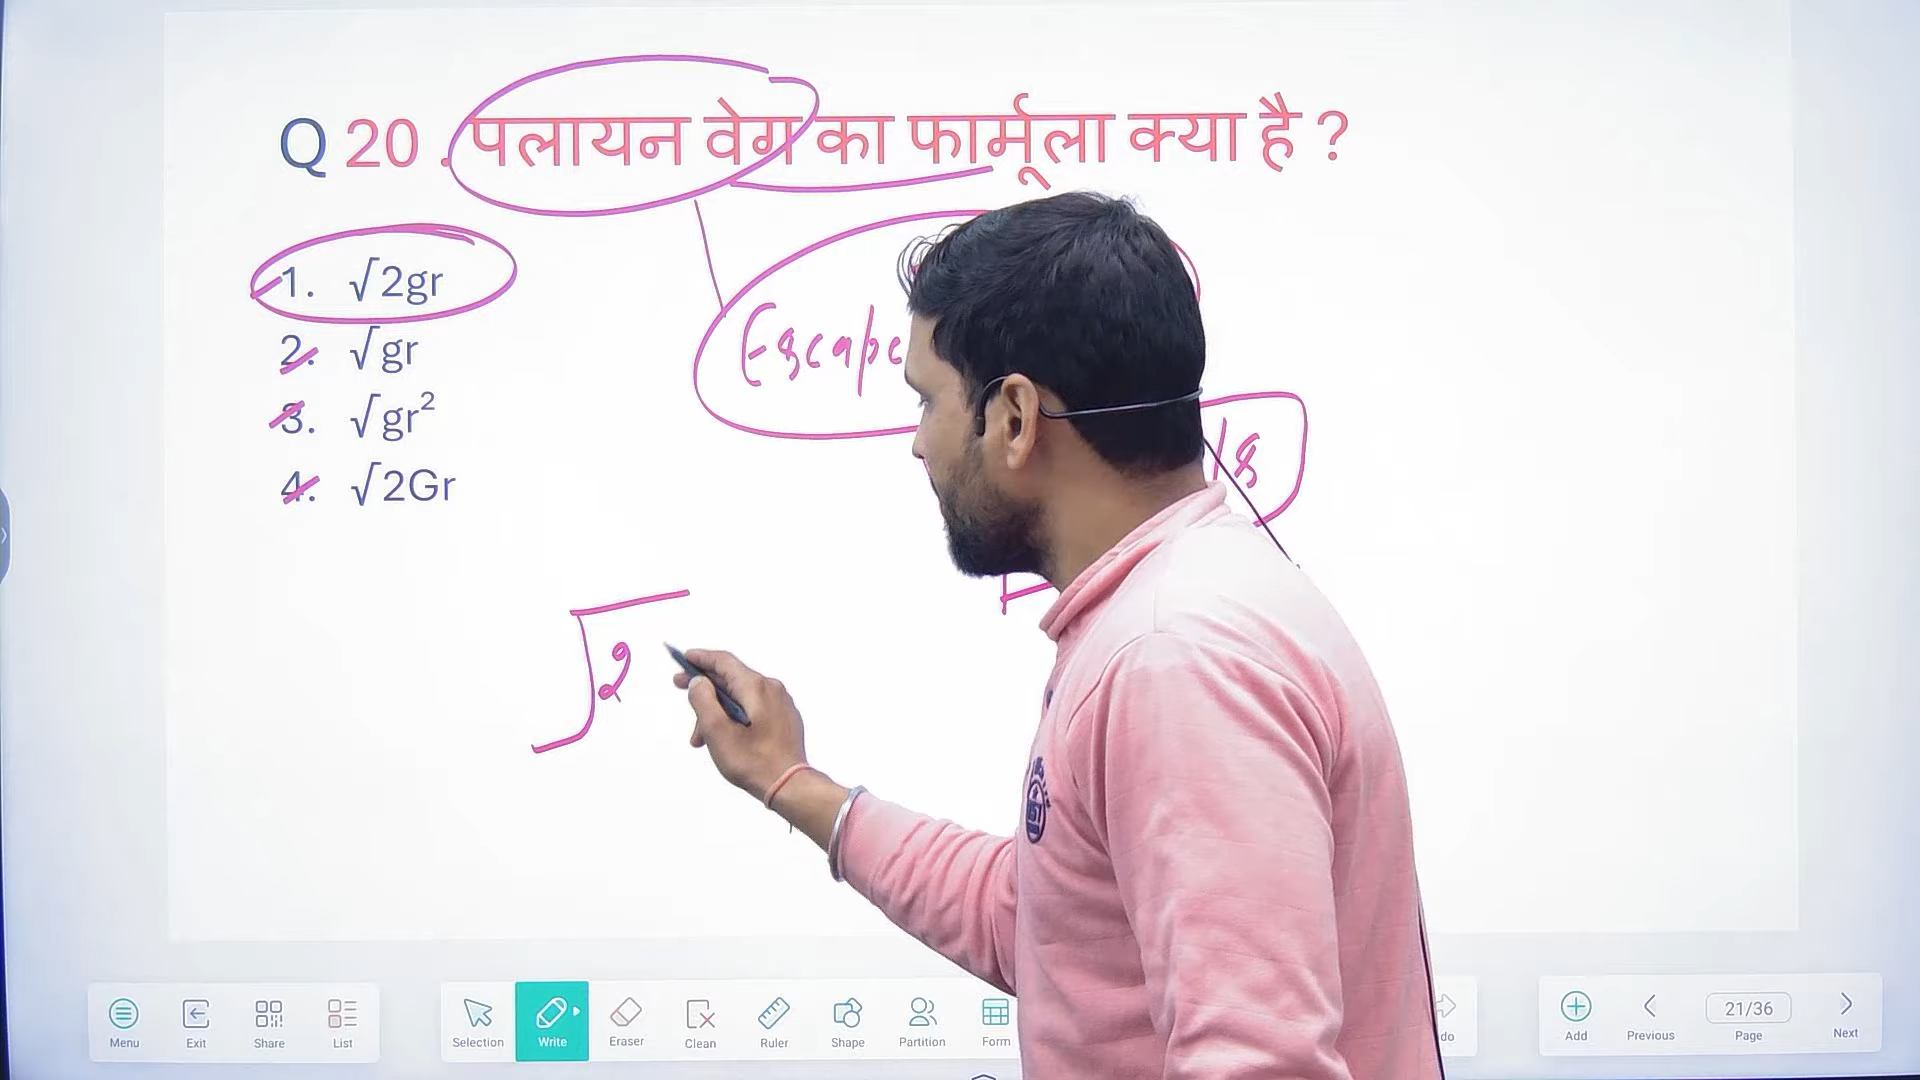 Q 20 . पलायन वेग का फार्मूला क्या है ?
1. √2gr
2. √gr
3. √gr²
4. √2Gr
Escape
√2
Menu
Exit
Share
List
Selection
Write
Eraser
Clean
Ruler
Shape
Partition
Form
Add
Previous
21/36
Page
Next